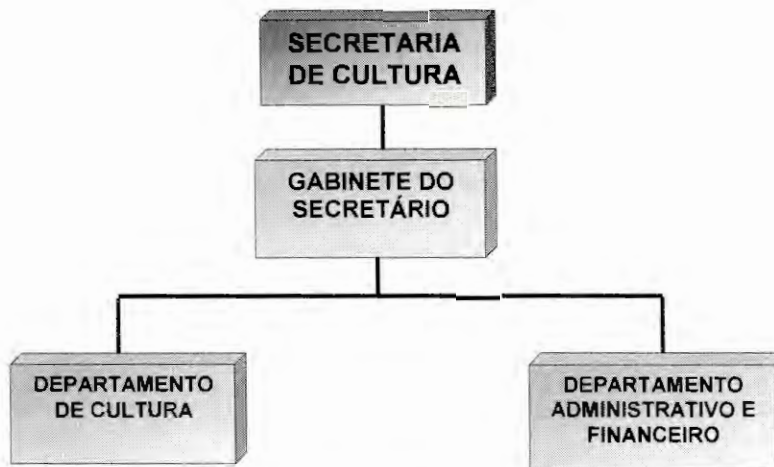 SECRETARIA
DE CULTURA
GABINETE DO
SECRETÁRIO
DEPARTAMENTO
DE CULTURA
DEPARTAMENTO
ADMINISTRATIVO E
FINANCEIRO